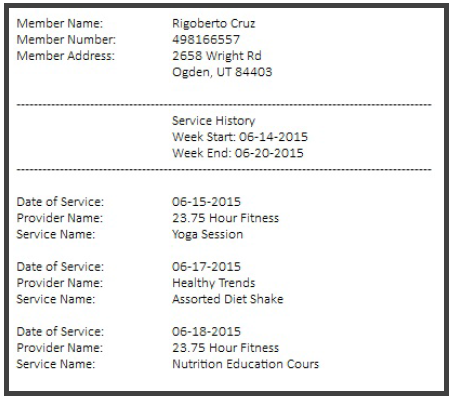 Member Name: Rigoberto Cruz
Member Number: 498166557
Member Address: 2658 Wright Rd
Ogden, UT 84403
--------------------------------------------------------------------------------
Service History
Week Start: 06-14-2015
Week End: 06-20-2015
--------------------------------------------------------------------------------
Date of Service: 06-15-2015
Provider Name: 23.75 Hour Fitness
Service Name: Yoga Session
Date of Service: 06-17-2015
Provider Name: Healthy Trends
Service Name: Assorted Diet Shake
Date of Service: 06-18-2015
Provider Name: 23.75 Hour Fitness
Service Name: Nutrition Education Cours